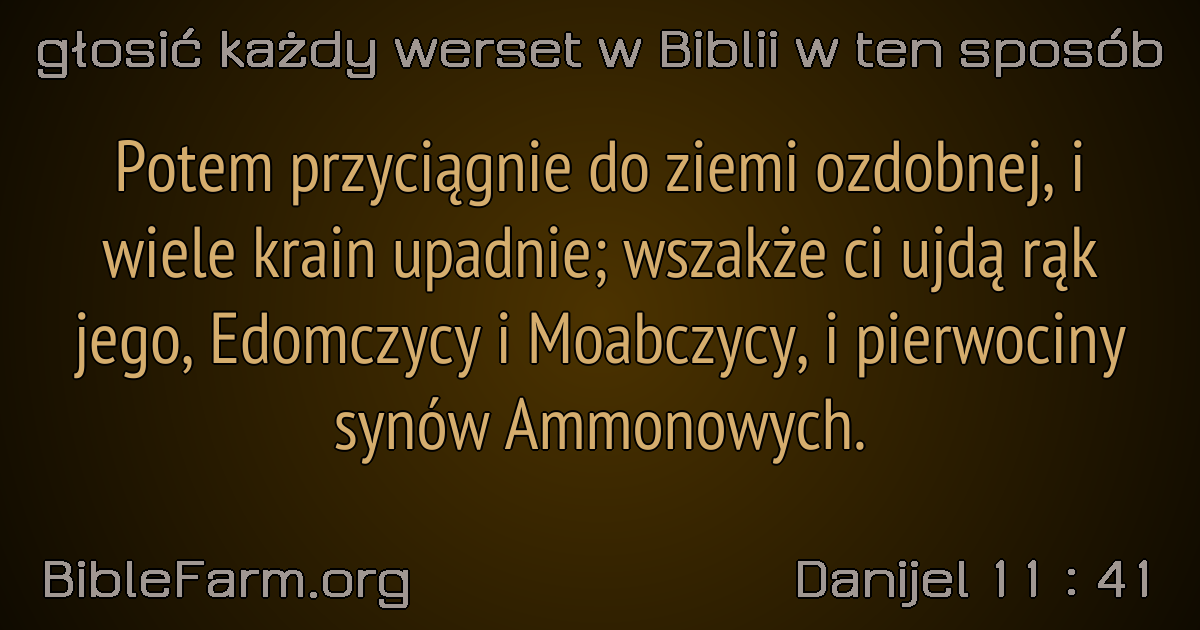 głosić każdy werset w Biblii w ten sposób
Potem przyciągnie do ziemi ozdobnej, i
wiele krain upadnie; wszakże ci ujdą rąk
jego, Edomczycy i Moabczycy, i pierwociny
synów Ammonowych.
BibleFarm.org
Danijel 11 : 41